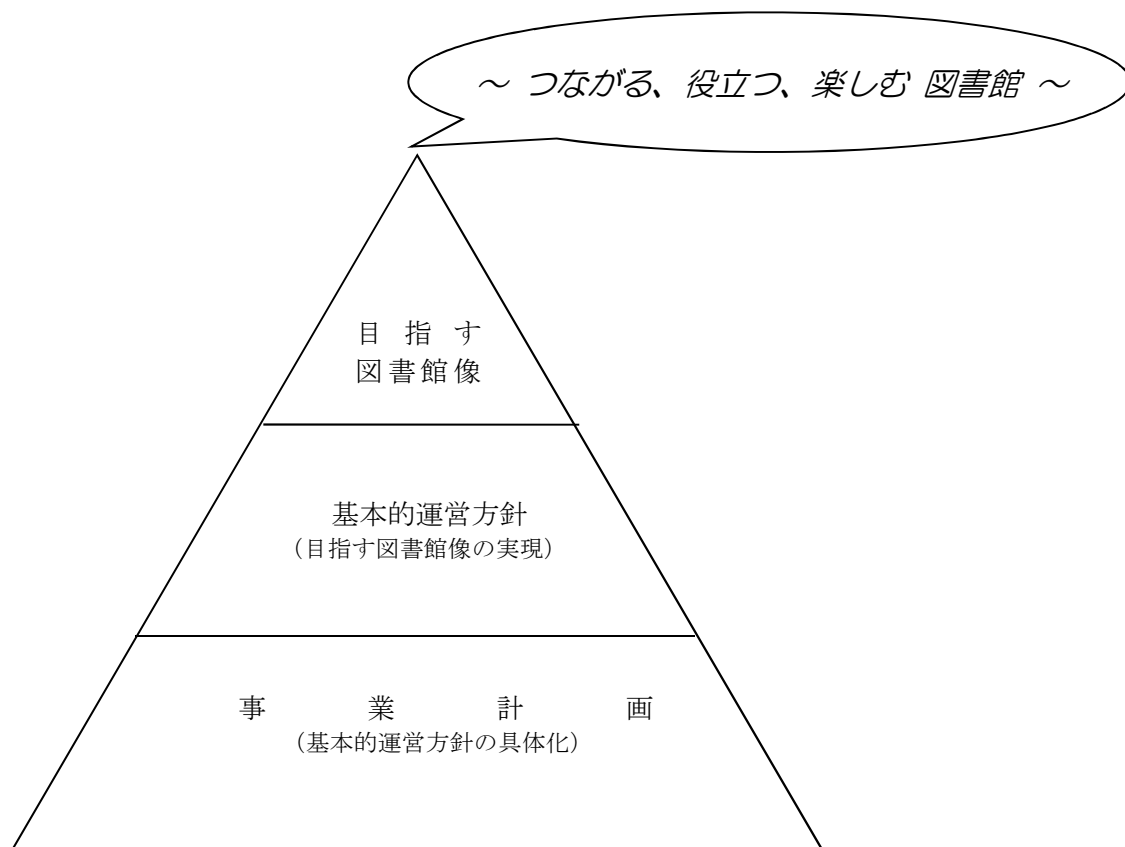 ～ つながる、役立つ、楽しむ 図書館 ～
目指す
図書館像
基本的運営方針
（目指す図書館像の実現）
事業計画
（基本的運営方針の具体化）